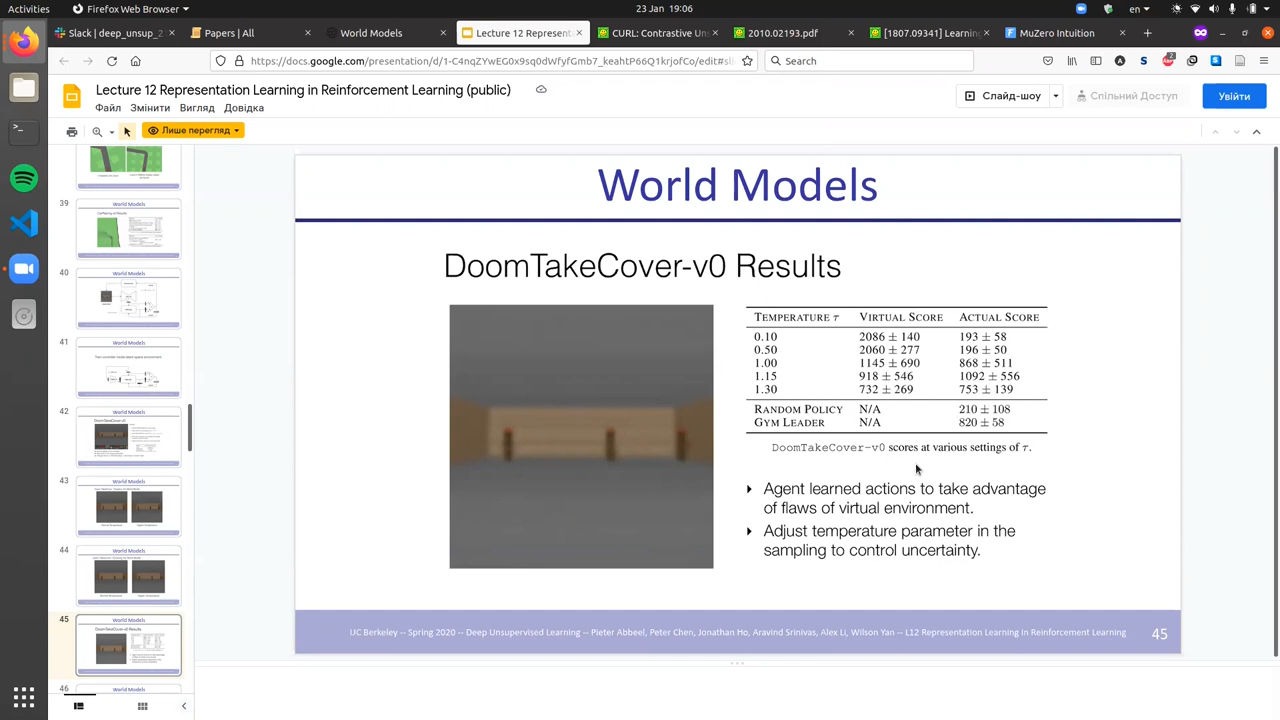 Activities
Firefox Web Browser
23 Jan 19:06
Slack | deep_unsup_2
Papers | All
World Models
Lecture 12 Represent
CURL: Contrastive Un
2010.02193.pdf
[1807.09341] Learning
MuZero Intuition
https://docs.google.com/presentation/d/1-C4nqZYwEG0x9sq0dWfyfGmb7_keahtP66Q1krjofCo/edit#sli
Search
Lecture 12 Representation Learning in Reinforcement Learning (public)
Файл Змінити Вигляд Довідка
Слайд-шоу
Спільний Доступ
Увійти
Лише перегляд
39
World Models
40
World Models
41
World Models
42
World Models
43
World Models
44
World Models
45
World Models
DoomTakeCover-v0 Results
46
World Models
World Models
DoomTakeCover-v0 Results
TEMPERATURE τ VIRTUAL SCORE ACTUAL SCORE
0.10 2086 ± 140 193 ± 58
0.50 2060 ± 277 196 ± 50
1.00 1145 ± 690 868 ± 511
1.15 918 ± 546 1092 ± 556
1.30 732 ± 269 753 ± 139
RANDOM POLICY N/A 210 ± 108
GYM LEADER N/A 820 ± 58
DoomTakeCover-v0 scores at various settings of τ.
Agent learned actions to take advantage
of flaws of virtual environment.
Adjust temperature parameter in the
sampling to control uncertainty.
UC Berkeley -- Spring 2020 -- Deep Unsupervised Learning -- Pieter Abbeel, Peter Chen, Jonathan Ho, Aravind Srinivas, Alex Li, Wilson Yan -- L12 Representation Learning in Reinforcement Learning
45